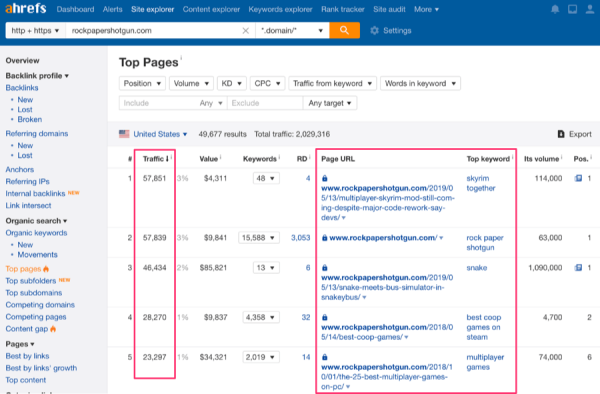 ahrefs Dashboard Alerts Site explorer Content explorer Keywords explorer Rank tracker Site audit More
http + https rockpapershotgun.com *.domain/* Settings
Overview
Backlink profile
Backlinks
New
Lost
Broken
Referring domains
New
Lost
Anchors
Referring IPs
Internal backlinks NEW
Link intersect
Organic search
Organic keywords
New
Movements
Top pages
Top subfolders NEW
Top subdomains
Competing domains
Competing pages
Content gap
Pages
Best by links
Best by links' growth
Top content
Top Pages i
Position Volume KD CPC Traffic from keyword Words in keyword
Include Any Exclude Any target
United States 49,677 results Total traffic: 2,029,316 Export
# Traffic i Value i Keywords i RD i Page URL Top keyword i Its volume i Pos. i
1 57,851 3% $4,311 48 4 www.rockpapershotgun.com/2019/0 skyrim 114,000 1
5/13/multiplayer-skyrim-mod-still-com together
ing-despite-major-code-rework-say-
devs/
2 57,839 3% $9,841 15,588 3,053 www.rockpapershotgun.com/ rock paper 63,000 1
shotgun
3 46,434 2% $85,821 13 6 www.rockpapershotgun.com/2019/0 snake 1,090,000 1
5/13/snake-meets-bus-simulator-in-
snakeybus/
4 28,270 1% $9,837 4,358 32 www.rockpapershotgun.com/2018/0 best coop 4,700 2
5/14/best-coop-games/ games on
steam
5 23,297 1% $34,321 2,019 14 www.rockpapershotgun.com/2018/1 multiplayer 74,000 6
0/01/the-25-best-multiplayer-games- games
on-pc/